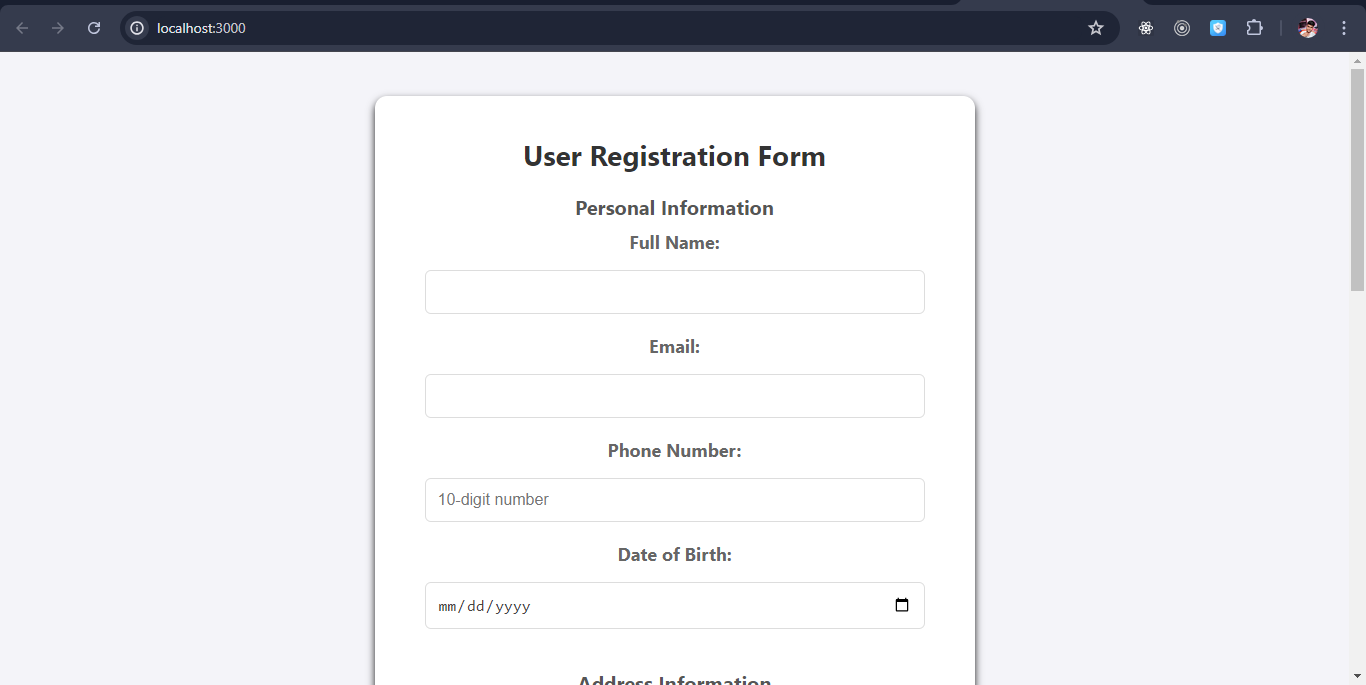 localhost:3000
User Registration Form
Personal Information
Full Name:
Email:
Phone Number:
10-digit number
Date of Birth:
mm/dd/yyyy
Address Information